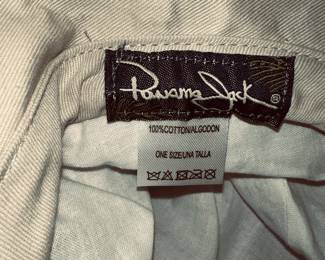 Panama Jack®
100%COTTON/ALGODON
ONE SIZE/UNA TALLA